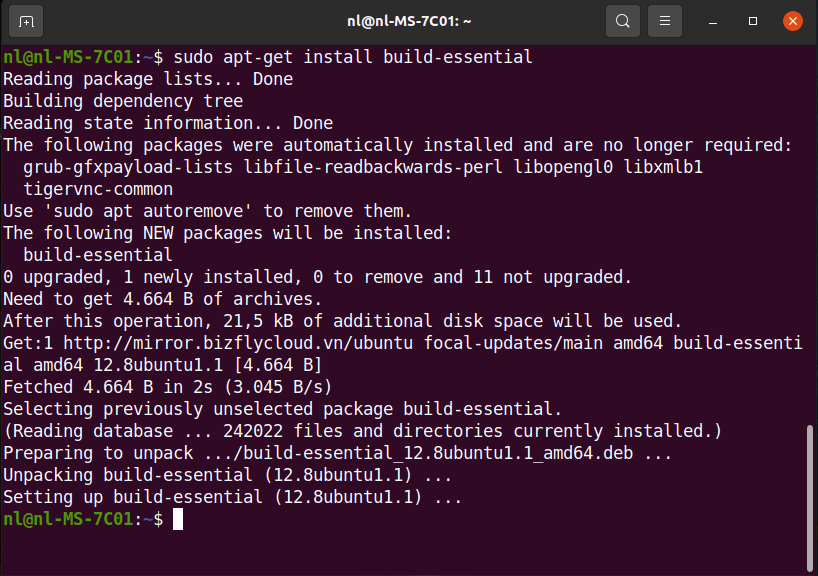 nl@nl-MS-7C01: ~
nl@nl-MS-7C01:~$ sudo apt-get install build-essential
Reading package lists... Done
Building dependency tree
Reading state information... Done
The following packages were automatically installed and are no longer required:
  grub-gfxpayload-lists libfile-readbackwards-perl libopengl0 libxmlb1
  tigervnc-common
Use 'sudo apt autoremove' to remove them.
The following NEW packages will be installed:
  build-essential
0 upgraded, 1 newly installed, 0 to remove and 11 not upgraded.
Need to get 4.664 B of archives.
After this operation, 21,5 kB of additional disk space will be used.
Get:1 http://mirror.bizflycloud.vn/ubuntu focal-updates/main amd64 build-essenti
al amd64 12.8ubuntu1.1 [4.664 B]
Fetched 4.664 B in 2s (3.045 B/s)
Selecting previously unselected package build-essential.
(Reading database ... 242022 files and directories currently installed.)
Preparing to unpack .../build-essential_12.8ubuntu1.1_amd64.deb ...
Unpacking build-essential (12.8ubuntu1.1) ...
Setting up build-essential (12.8ubuntu1.1) ...
nl@nl-MS-7C01:~$